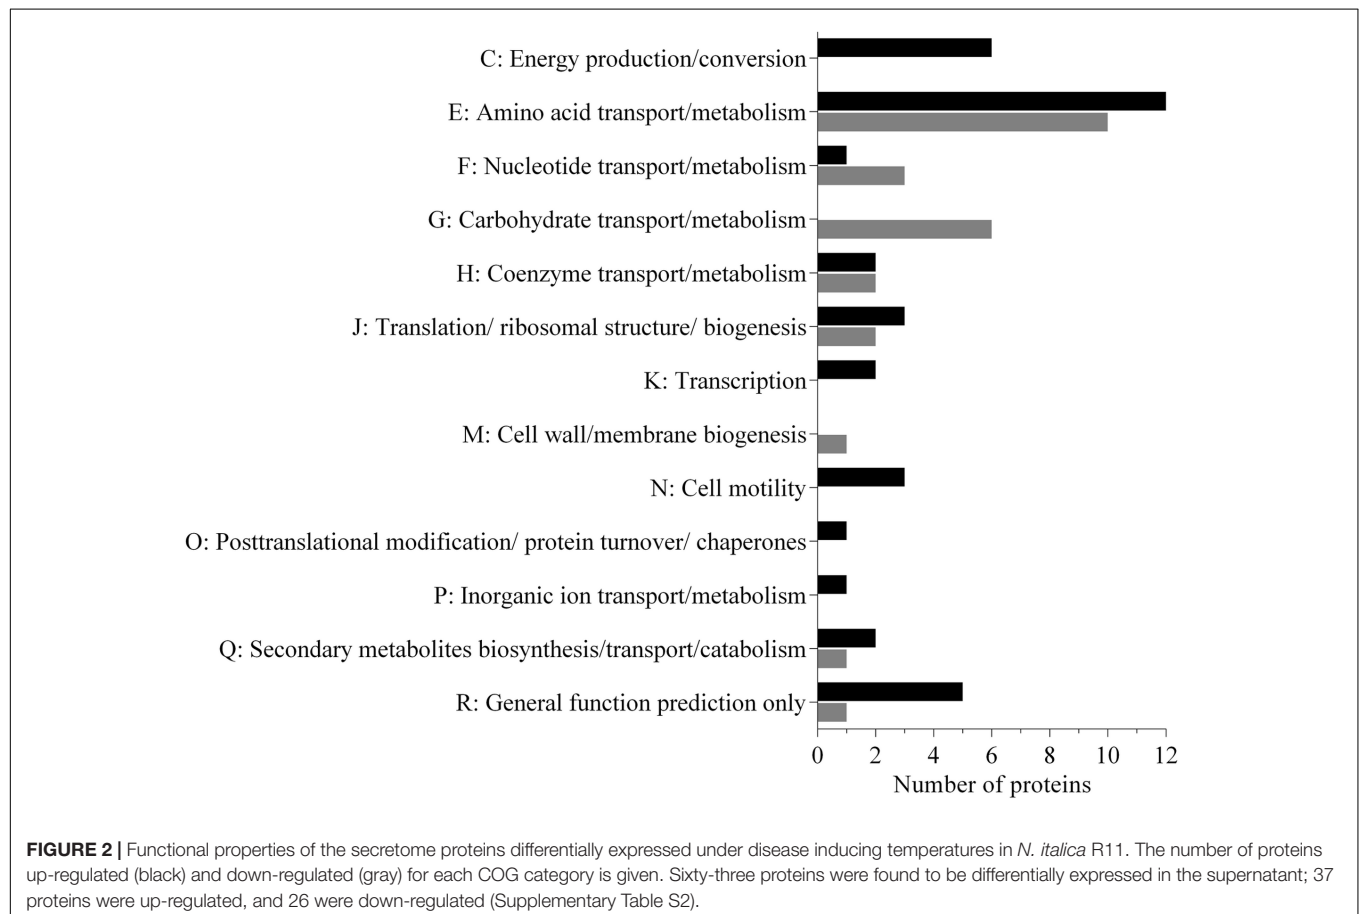 C: Energy production/conversion
E: Amino acid transport/metabolism
F: Nucleotide transport/metabolism
G: Carbohydrate transport/metabolism
H: Coenzyme transport/metabolism
J: Translation/ ribosomal structure/ biogenesis
K: Transcription
M: Cell wall/membrane biogenesis
N: Cell motility
O: Posttranslational modification/ protein turnover/ chaperones
P: Inorganic ion transport/metabolism
Q: Secondary metabolites biosynthesis/transport/catabolism
R: General function prediction only
0 2 4 6 8 10 12
Number of proteins
FIGURE 2 | Functional properties of the secretome proteins differentially expressed under disease inducing temperatures in N. italica R11. The number of proteins
up-regulated (black) and down-regulated (gray) for each COG category is given. Sixty-three proteins were found to be differentially expressed in the supernatant; 37
proteins were up-regulated, and 26 were down-regulated (Supplementary Table S2).